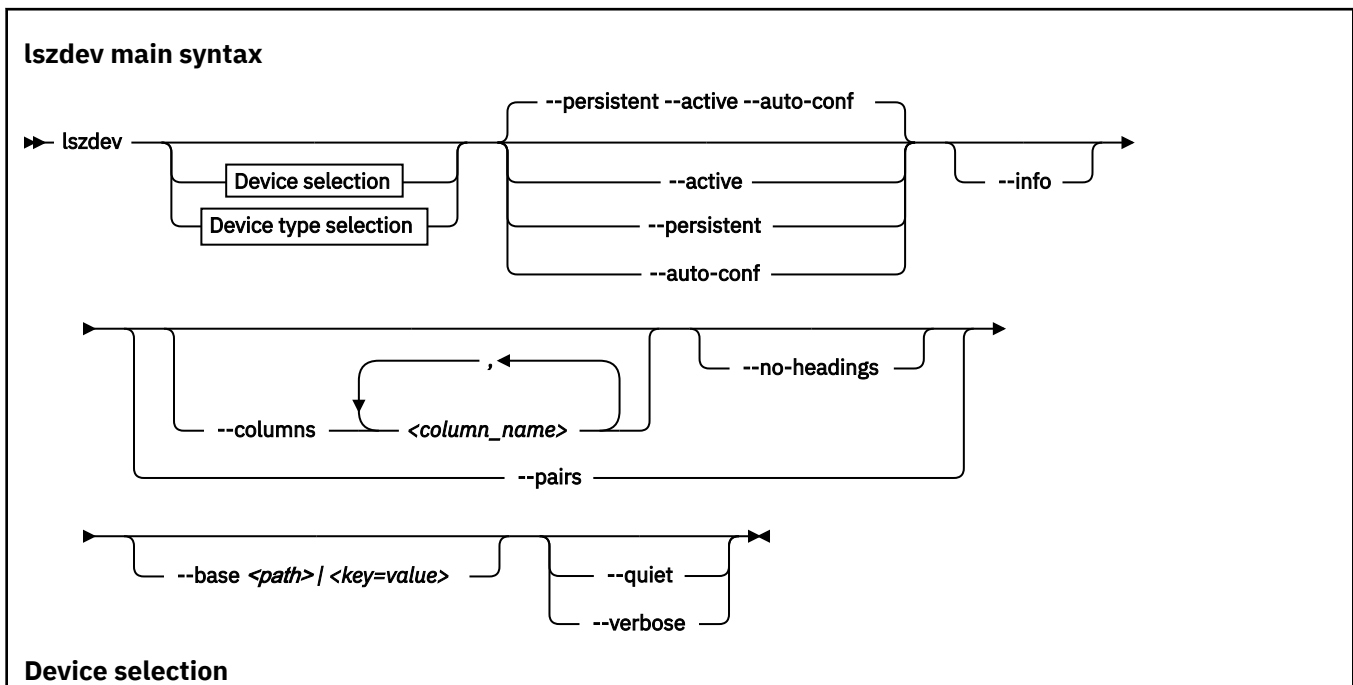 lszdev main syntax
--persistent --active --auto-conf
lszdev
Device selection
--active
--info
Device type selection
--persistent
--auto-conf
,
--no-headings
--columns <column_name>
--pairs
--base <path> | <key=value>
--quiet
--verbose
Device selection